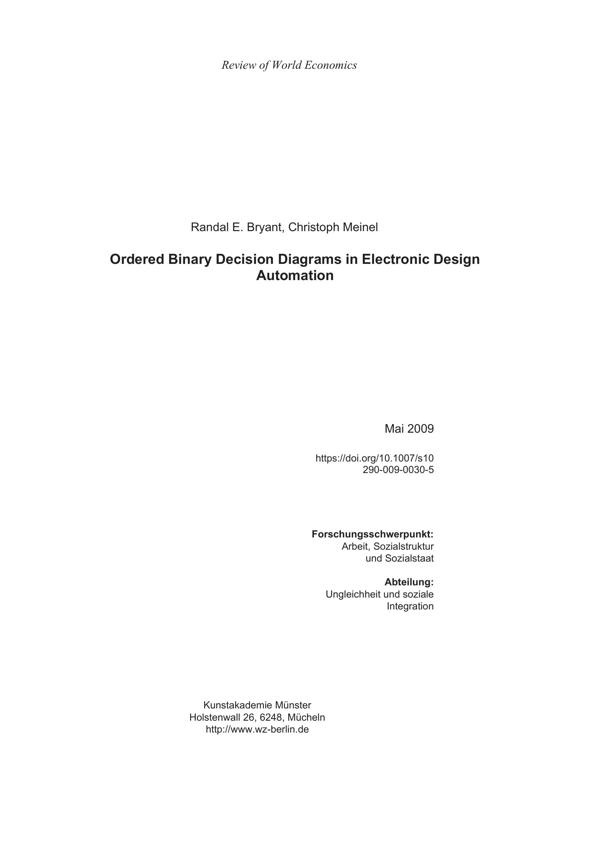 Review of World Economics
Randal E. Bryant, Christoph Meinel
Ordered Binary Decision Diagrams in Electronic Design
Automation
Mai 2009
https://doi.org/10.1007/s10
290-009-0030-5
Forschungsschwerpunkt:
Arbeit, Sozialstruktur
und Sozialstaat
Abteilung:
Ungleichheit und soziale
Integration
Kunstakademie Münster
Holstenwall 26, 6248, Mücheln
http://www.wz-berlin.de